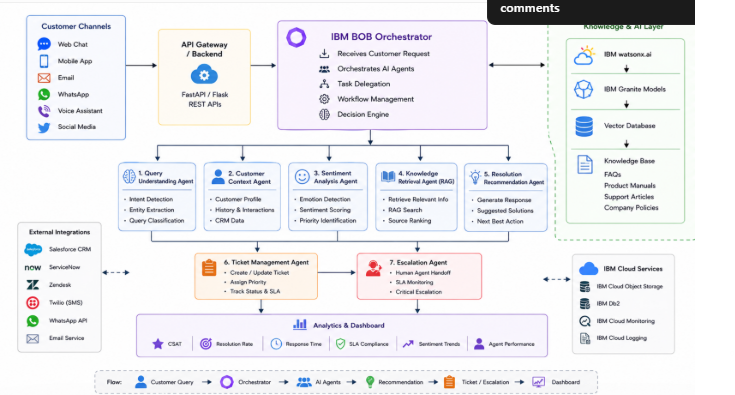 comments
Customer Channels
Web Chat
Mobile App
Email
WhatsApp
Voice Assistant
Social Media
API Gateway
/ Backend
FastAPI / Flask
REST APIs
IBM BOB Orchestrator
Receives Customer Request
Orchestrates AI Agents
Task Delegation
Workflow Management
Decision Engine
Knowledge & AI Layer
IBM watsonx.ai
IBM Granite Models
Vector Database
Knowledge Base
FAQs
Product Manuals
Support Articles
Company Policies
1. Query
Understanding Agent
• Intent Detection
• Entity Extraction
• Query Classification
2. Customer
Context Agent
• Customer Profile
• History & Interactions
• CRM Data
3. Sentiment
Analysis Agent
• Emotion Detection
• Sentiment Scoring
• Priority Identification
4. Knowledge
Retrieval Agent (RAG)
• Retrieve Relevant Info
• RAG Search
• Source Ranking
5. Resolution
Recommendation Agent
• Generate Response
• Suggested Solutions
• Next Best Action
External Integrations
Salesforce CRM
now ServiceNow
Zendesk
Twilio (SMS)
WhatsApp API
Email Service
6. Ticket Management Agent
• Create / Update Ticket
• Assign Priority
• Track Status & SLA
7. Escalation Agent
• Human Agent Handoff
• SLA Monitoring
• Critical Escalation
IBM Cloud Services
IBM Cloud Object Storage
IBM Db2
IBM Cloud Monitoring
IBM Cloud Logging
Analytics & Dashboard
CSAT
Resolution Rate
Response Time
SLA Compliance
Sentiment Trends
Agent Performance
Flow: Customer Query Orchestrator AI Agents Recommendation Ticket / Escalation Dashboard